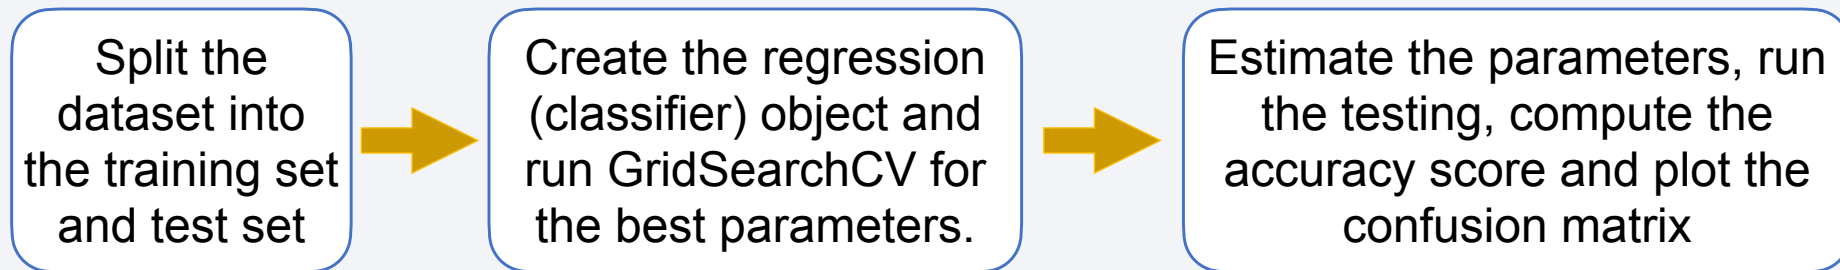 Split the
dataset into
the training set
and test set
Create the regression
(classifier) object and
run GridSearchCV for
the best parameters.
Estimate the parameters, run
the testing, compute the
accuracy score and plot the
confusion matrix